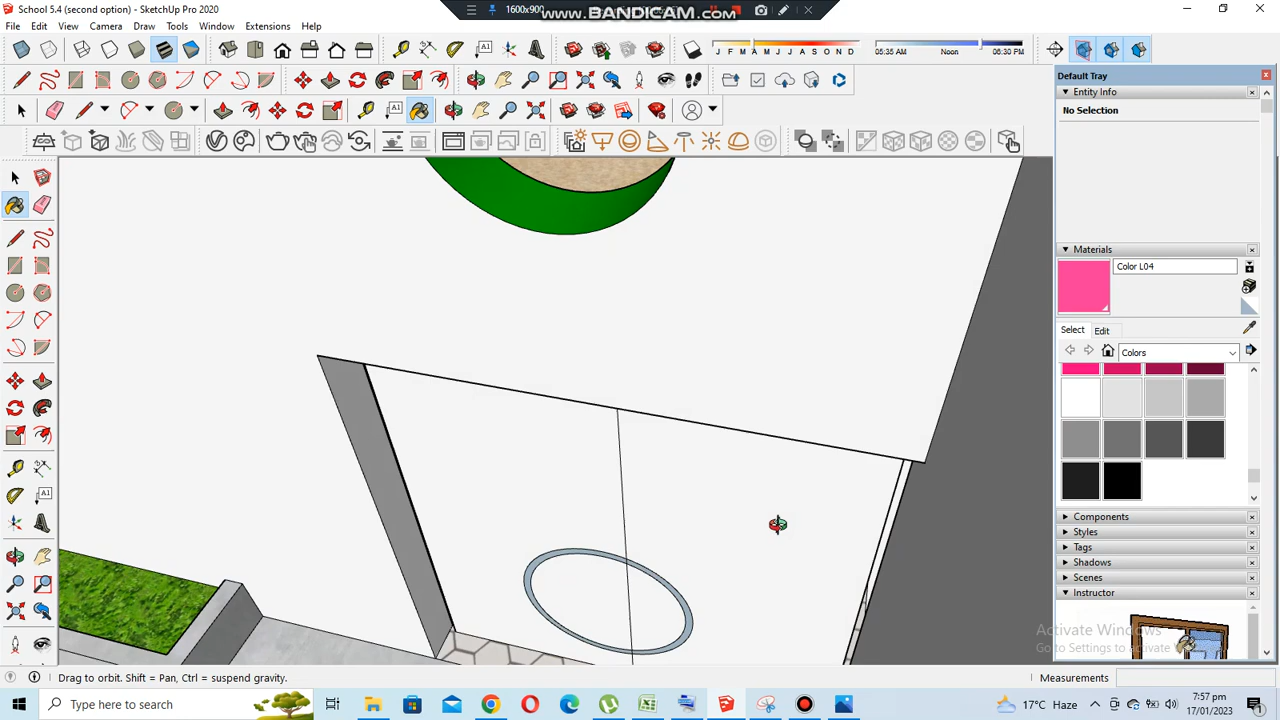 School 5.4 (second option) - SketchUp Pro 2020
1600x900
www.BANDICAM.com
File Edit View Camera Draw Tools Window Extensions Help
J F M A M J J A S O N D
05:35 AM Noon 06:30 PM
Default Tray
Entity Info
No Selection
Materials
Color L04
Select Edit
Colors
Components
Styles
Tags
Shadows
Scenes
Instructor
Activate Windows
Go to Settings to activate Windows.
Drag to orbit. Shift = Pan, Ctrl = suspend gravity.
Measurements
Type here to search
17°C Haze
7:57 pm
17/01/2023